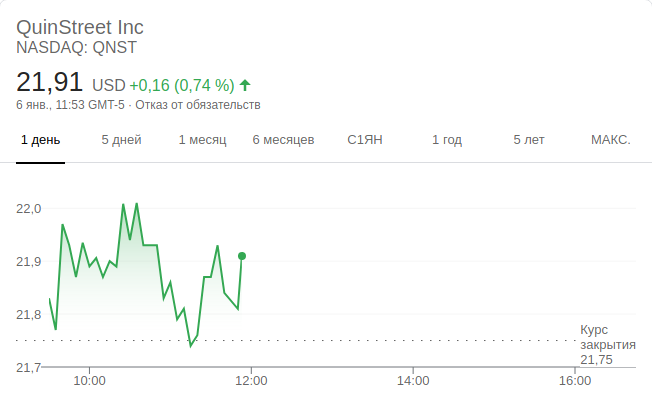 QuinStreet Inc
NASDAQ: QNST
21,91 USD +0,16 (0,74 %)
6 янв., 11:53 GMT-5 · Отказ от обязательств
1 день 5 дней 1 месяц 6 месяцев С1ЯН 1 год 5 лет МАКС.
22,0
21,9
21,8
Курс
закрытия
21,75
21,7
10:00 12:00 14:00 16:00